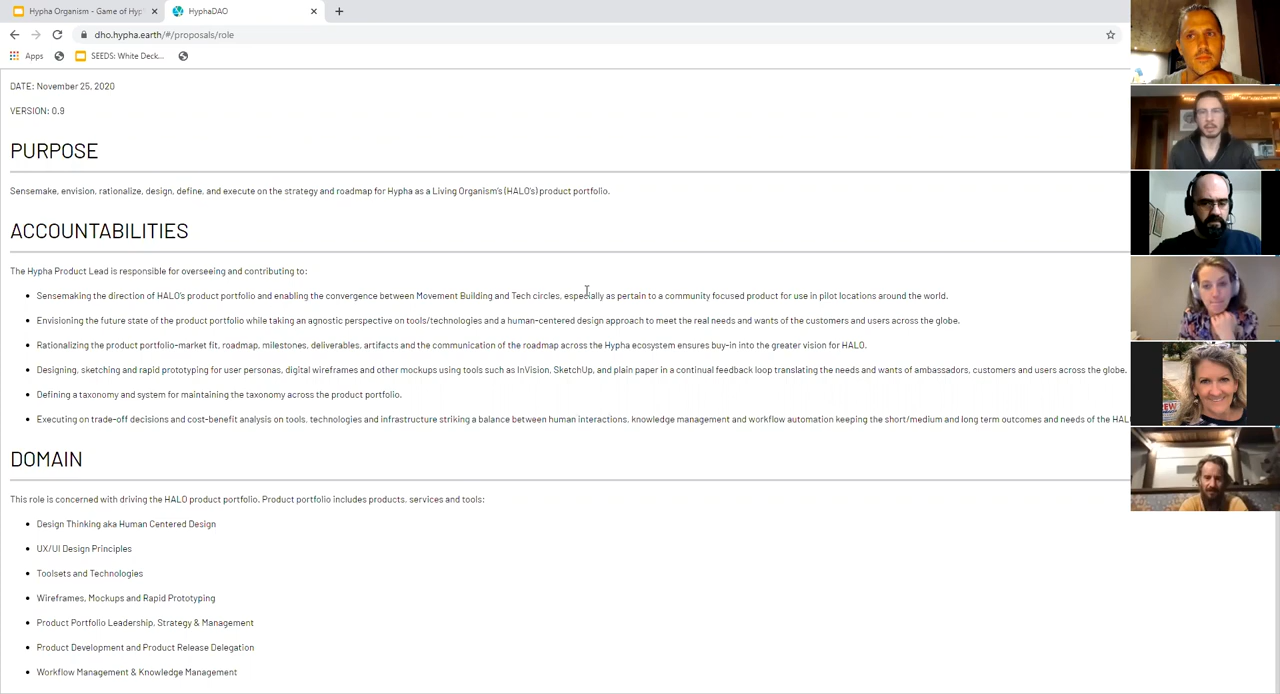 Hypha Organism - Game of Hyp
HyphaDAO
dho.hypha.earth/#/proposals/role
Apps
SEEDS: White Deck...
DATE: November 25, 2020
VERSION: 0.9
PURPOSE
Sensemake, envision, rationalize, design, define, and execute on the strategy and roadmap for Hypha as a Living Organism's (HALO's) product portfolio.
ACCOUNTABILITIES
The Hypha Product Lead is responsible for overseeing and contributing to:
• Sensemaking the direction of HALO's product portfolio and enabling the convergence between Movement Building and Tech circles, especially as pertain to a community focused product for use in pilot locations around the world.
• Envisioning the future state of the product portfolio while taking an agnostic perspective on tools/technologies and a human-centered design approach to meet the real needs and wants of the customers and users across the globe.
• Rationalizing the product portfolio-market fit, roadmap, milestones, deliverables, artifacts and the communication of the roadmap across the Hypha ecosystem ensures buy-in into the greater vision for HALO.
• Designing, sketching and rapid prototyping for user personas, digital wireframes and other mockups using tools such as InVision, SketchUp, and plain paper in a continual feedback loop translating the needs and wants of ambassadors, customers and users across the globe.
• Defining a taxonomy and system for maintaining the taxonomy across the product portfolio.
• Executing on trade-off decisions and cost-benefit analysis on tools, technologies and infrastructure striking a balance between human interactions, knowledge management and workflow automation keeping the short/medium and long term outcomes and needs of the HAL
DOMAIN
This role is concerned with driving the HALO product portfolio. Product portfolio includes products, services and tools:
• Design Thinking aka Human Centered Design
• UX/UI Design Principles
• Toolsets and Technologies
• Wireframes, Mockups and Rapid Prototyping
• Product Portfolio Leadership, Strategy & Management
• Product Development and Product Release Delegation
• Workflow Management & Knowledge Management